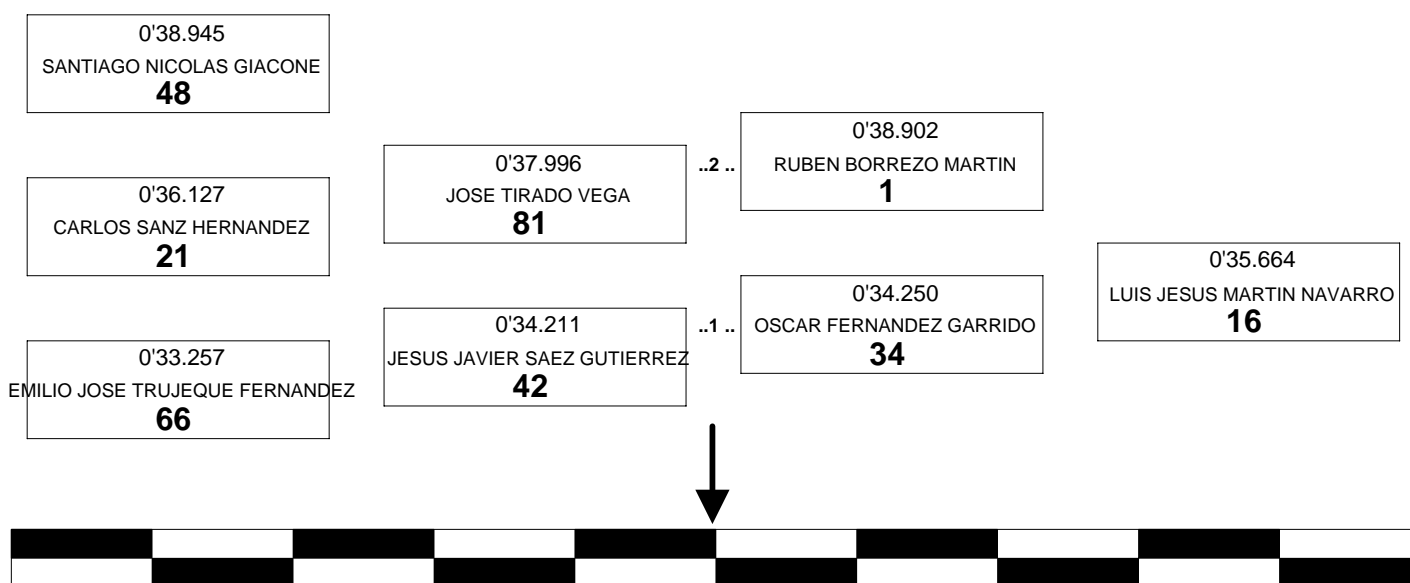 0'38.945
SANTIAGO NICOLAS GIACONE
48
0'37.996
JOSE TIRADO VEGA
81
..2 ..
0'38.902
RUBEN BORREZO MARTIN
1
0'36.127
CARLOS SANZ HERNANDEZ
21
0'35.664
LUIS JESUS MARTIN NAVARRO
16
0'34.211
JESUS JAVIER SAEZ GUTIERREZ
42
..1 ..
0'34.250
OSCAR FERNANDEZ GARRIDO
34
0'33.257
EMILIO JOSE TRUJEQUE FERNANDEZ
66